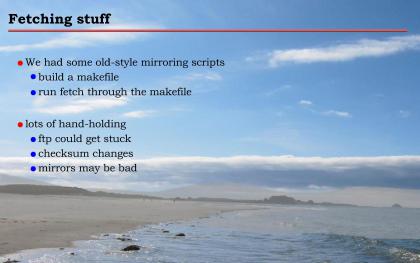 Fetching stuff
We had some old-style mirroring scripts
build a makefile
run fetch through the makefile
lots of hand-holding
ftp could get stuck
checksum changes
mirrors may be bad